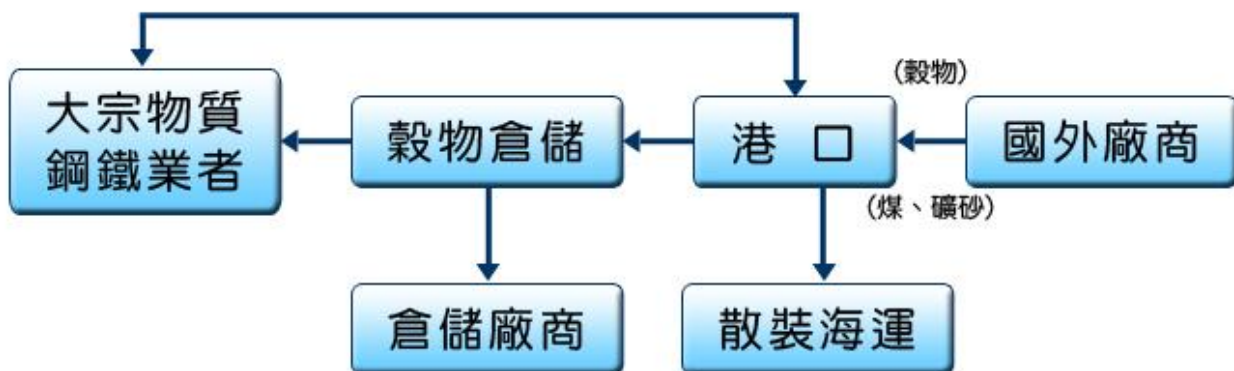 (穀物)
大宗物質
鋼鐵業者
穀物倉儲
港口
國外廠商
(煤、礦砂)
倉儲廠商
散裝海運